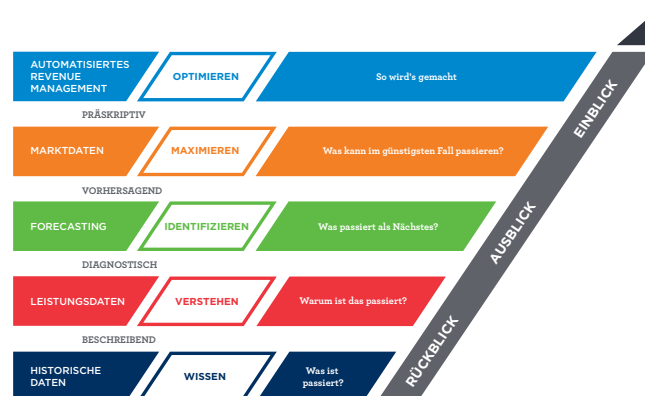 AUTOMATISIERTES
REVENUE
MANAGEMENT
OPTIMIEREN
So wird's gemacht
PRÄSKRIPTIV
MARKTDATEN
MAXIMIEREN
Was kann im günstigsten Fall passieren?
VORHERSAGEND
FORECASTING
IDENTIFIZIEREN
Was passiert als Nächstes?
DIAGNOSTISCH
LEISTUNGSDATEN
VERSTEHEN
Warum ist das passiert?
BESCHREIBEND
HISTORISCHE
DATEN
WISSEN
Was ist
passiert?
EINBLICK
AUSBLICK
RÜCKBLICK